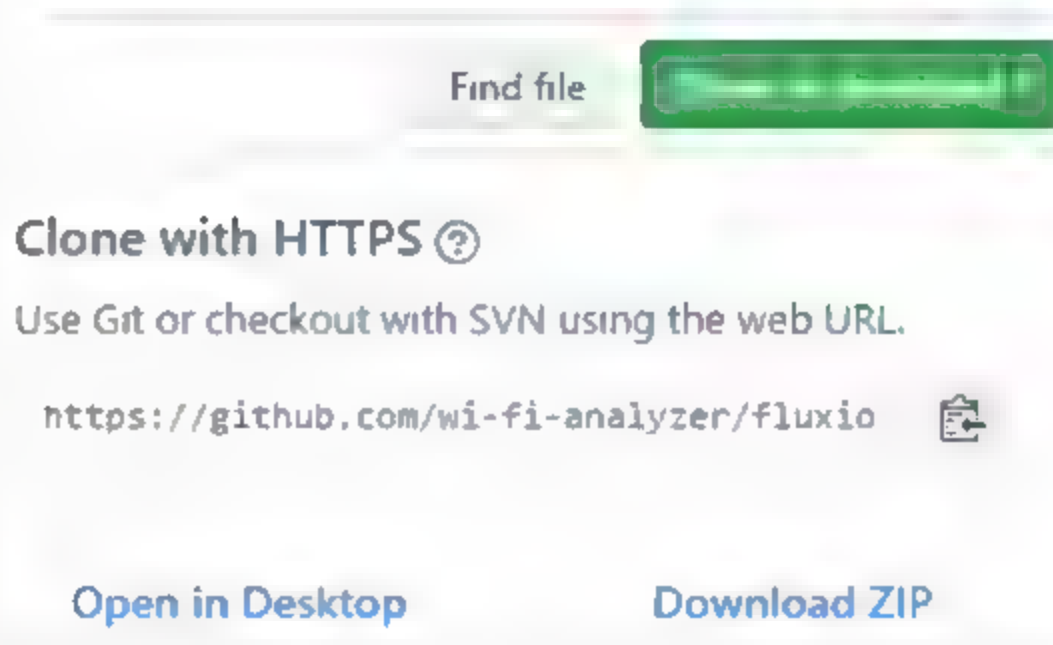 Find file
Clone with HTTPS ?
Use Git or checkout with SVN using the web URL.
https://github.com/wi-fi-analyzer/fluxio
Open in Desktop
Download ZIP